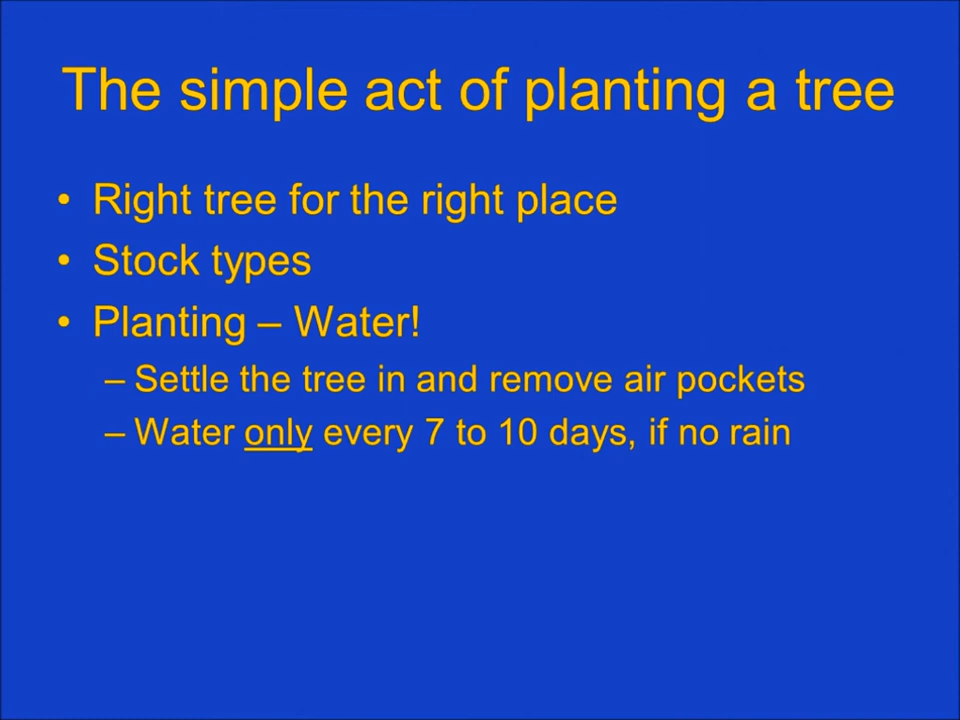 The simple act of planting a tree
• Right tree for the right place
• Stock types
• Planting – Water!
– Settle the tree in and remove air pockets
– Water only every 7 to 10 days, if no rain